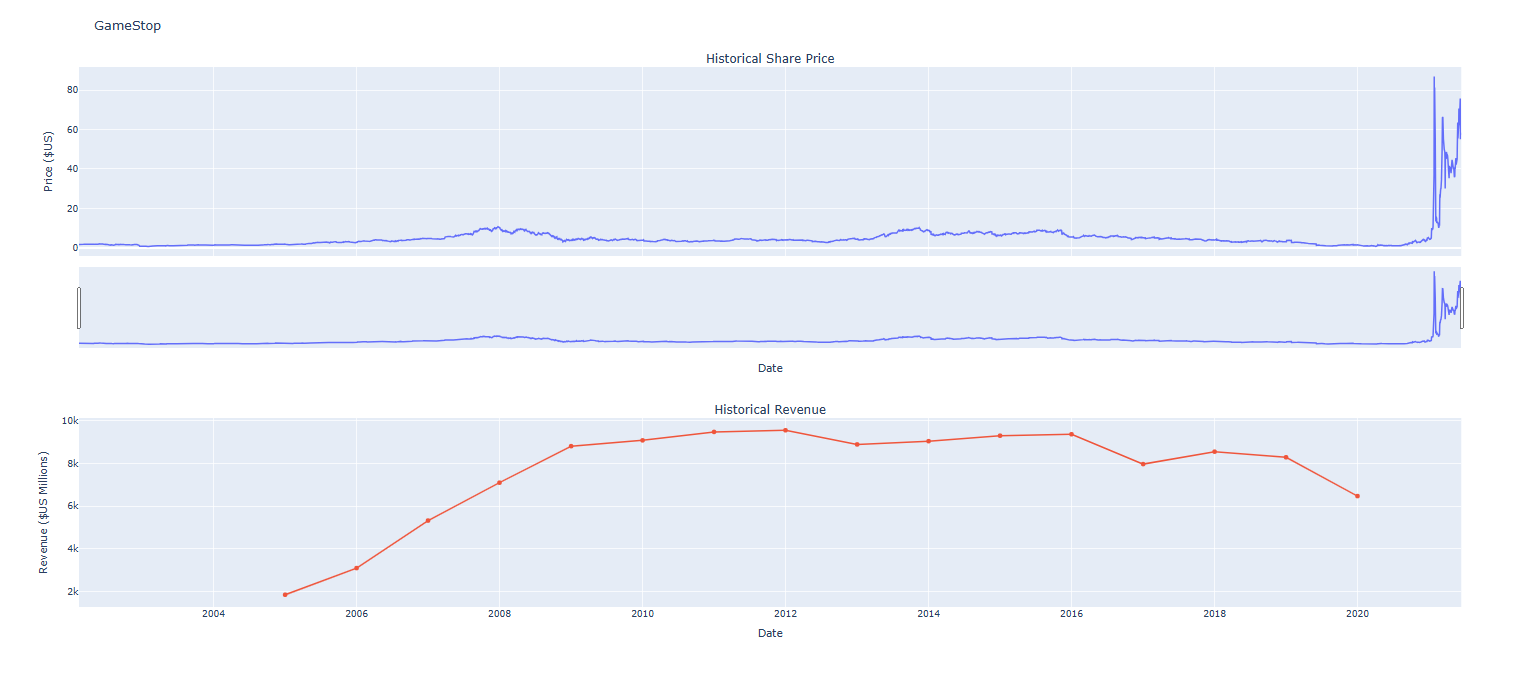 GameStop
Historical Share Price
Price ($US)
80
60
40
20
0
Date
Historical Revenue
Revenue ($US Millions)
10k
8k
6k
4k
2k
2004 2006 2008 2010 2012 2014 2016 2018 2020
Date